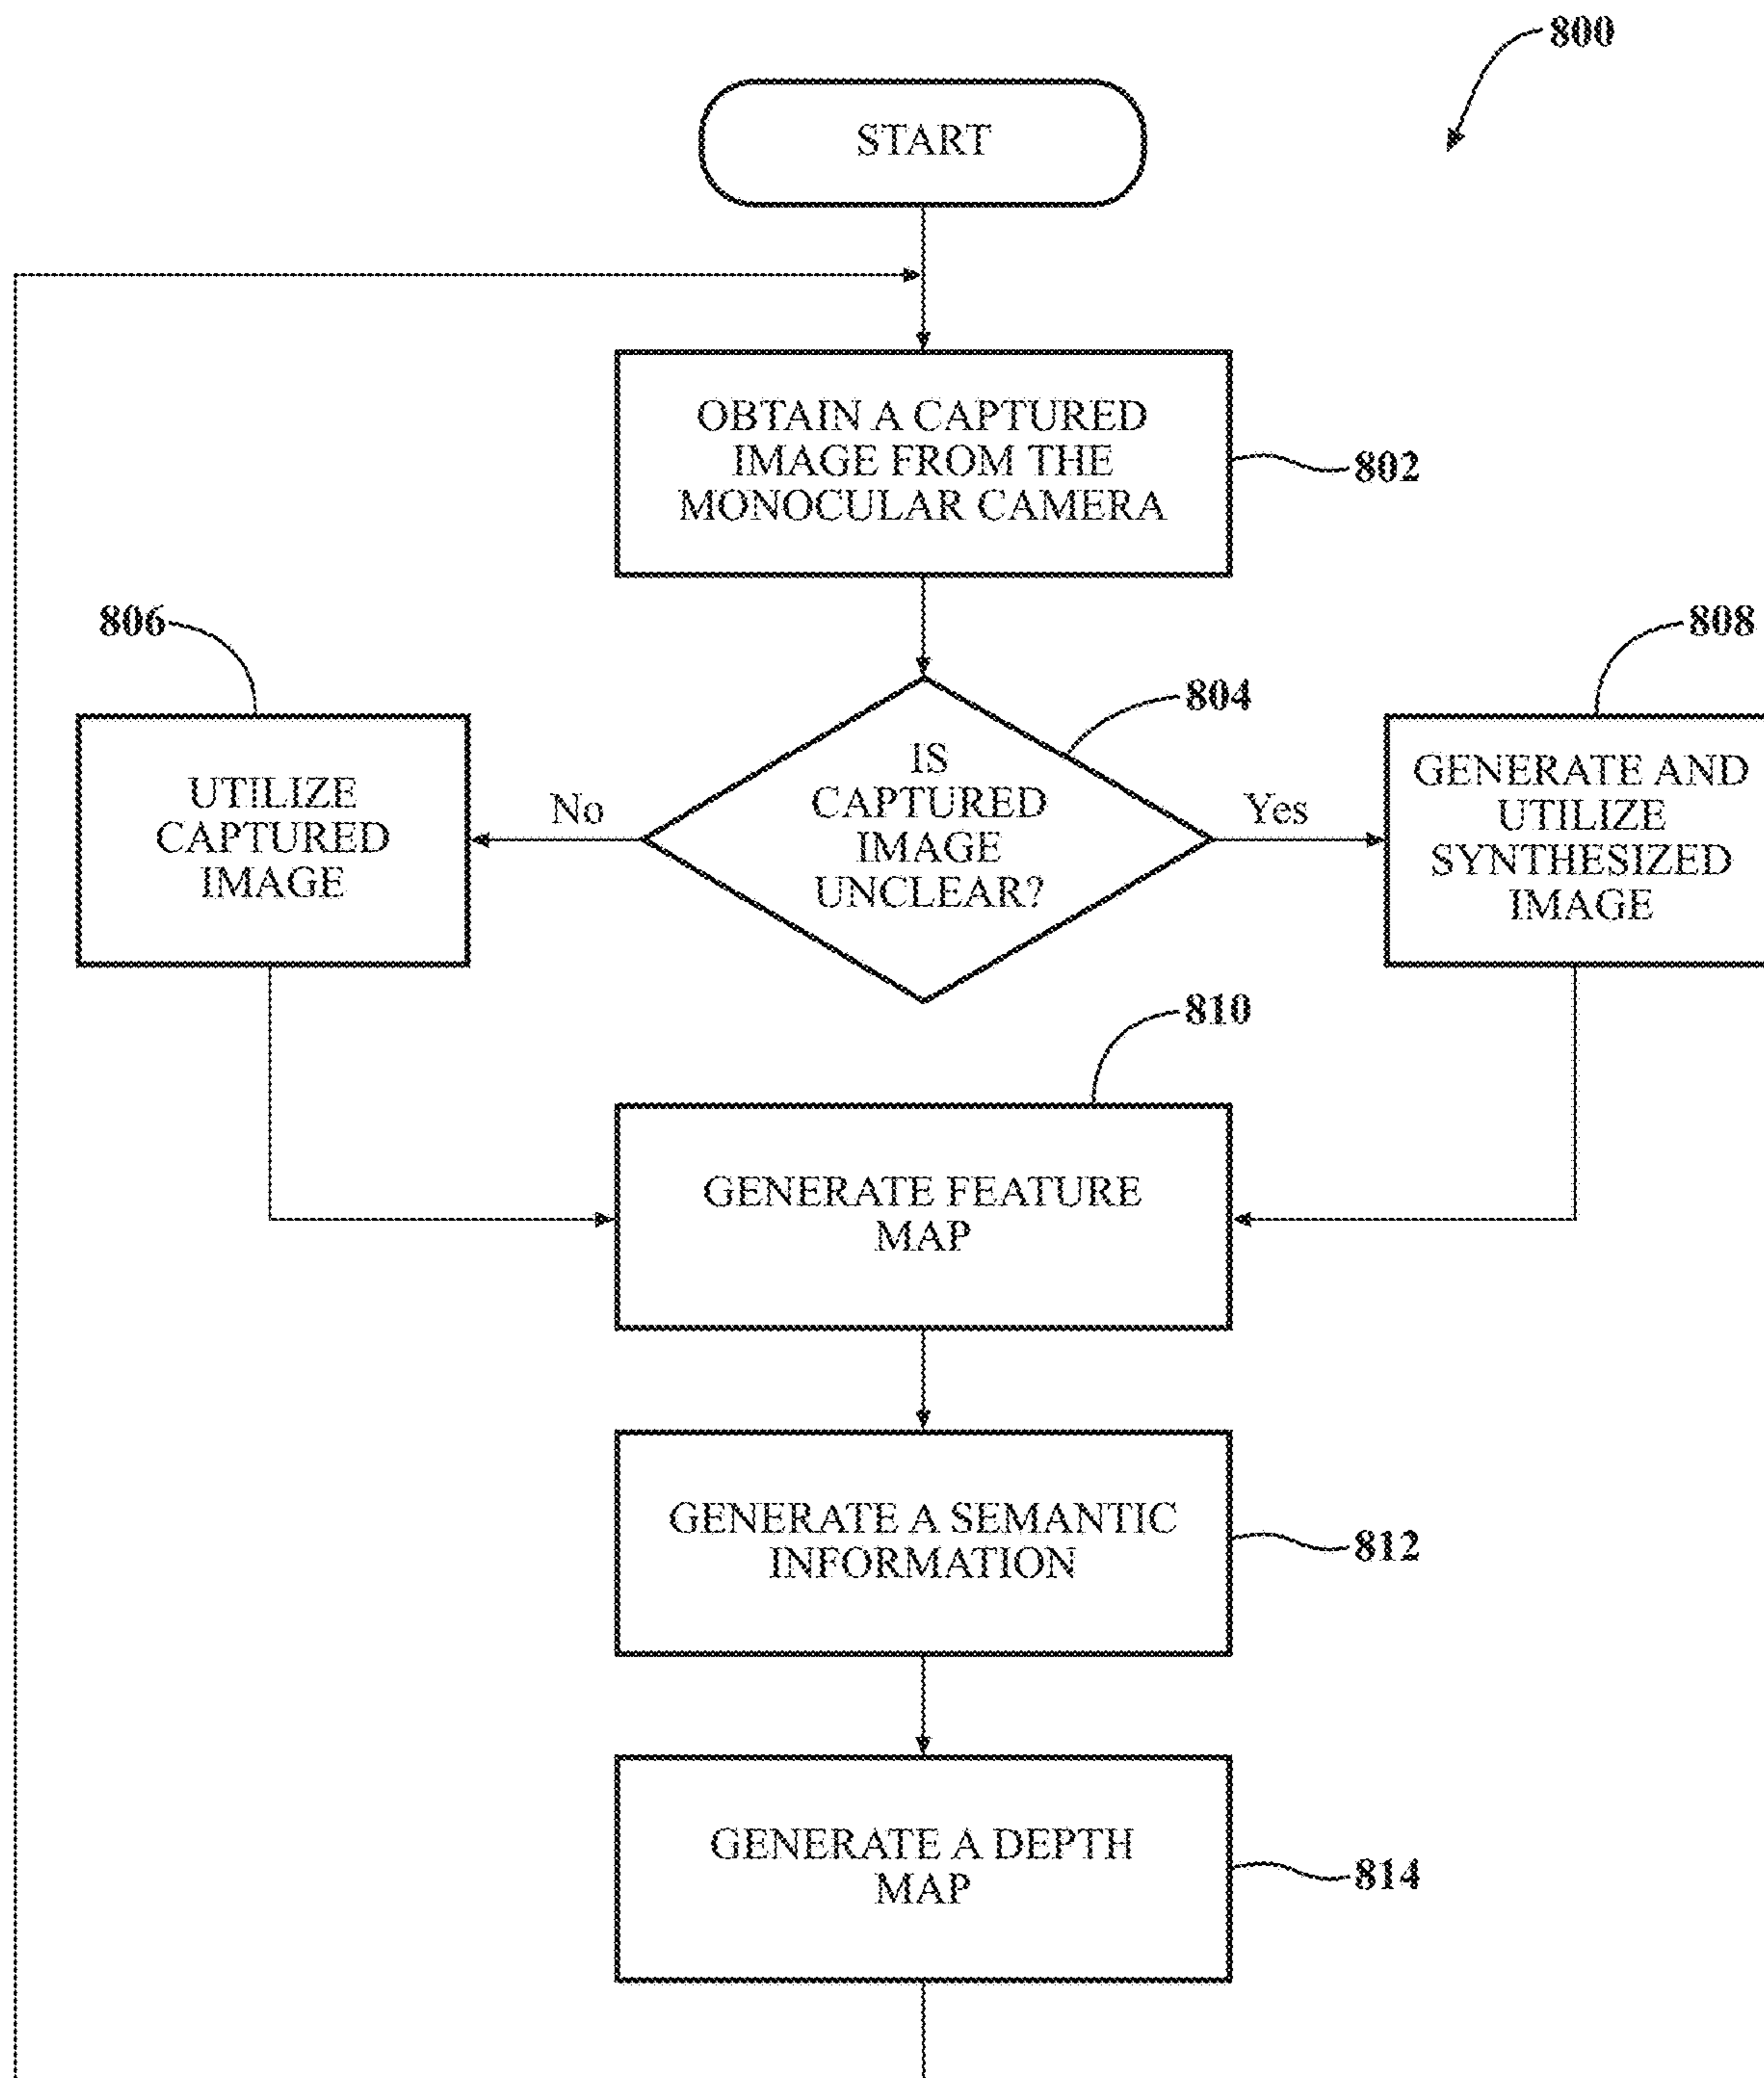 800
START
OBTAIN A CAPTURED
IMAGE FROM THE
MONOCULAR CAMERA
802
806
808
804
IS
CAPTURED
IMAGE
UNCLEAR?
No
Yes
UTILIZE
CAPTURED
IMAGE
GENERATE AND
UTILIZE
SYNTHESIZED
IMAGE
810
GENERATE FEATURE
MAP
GENERATE A SEMANTIC
INFORMATION
812
GENERATE A DEPTH
MAP
814